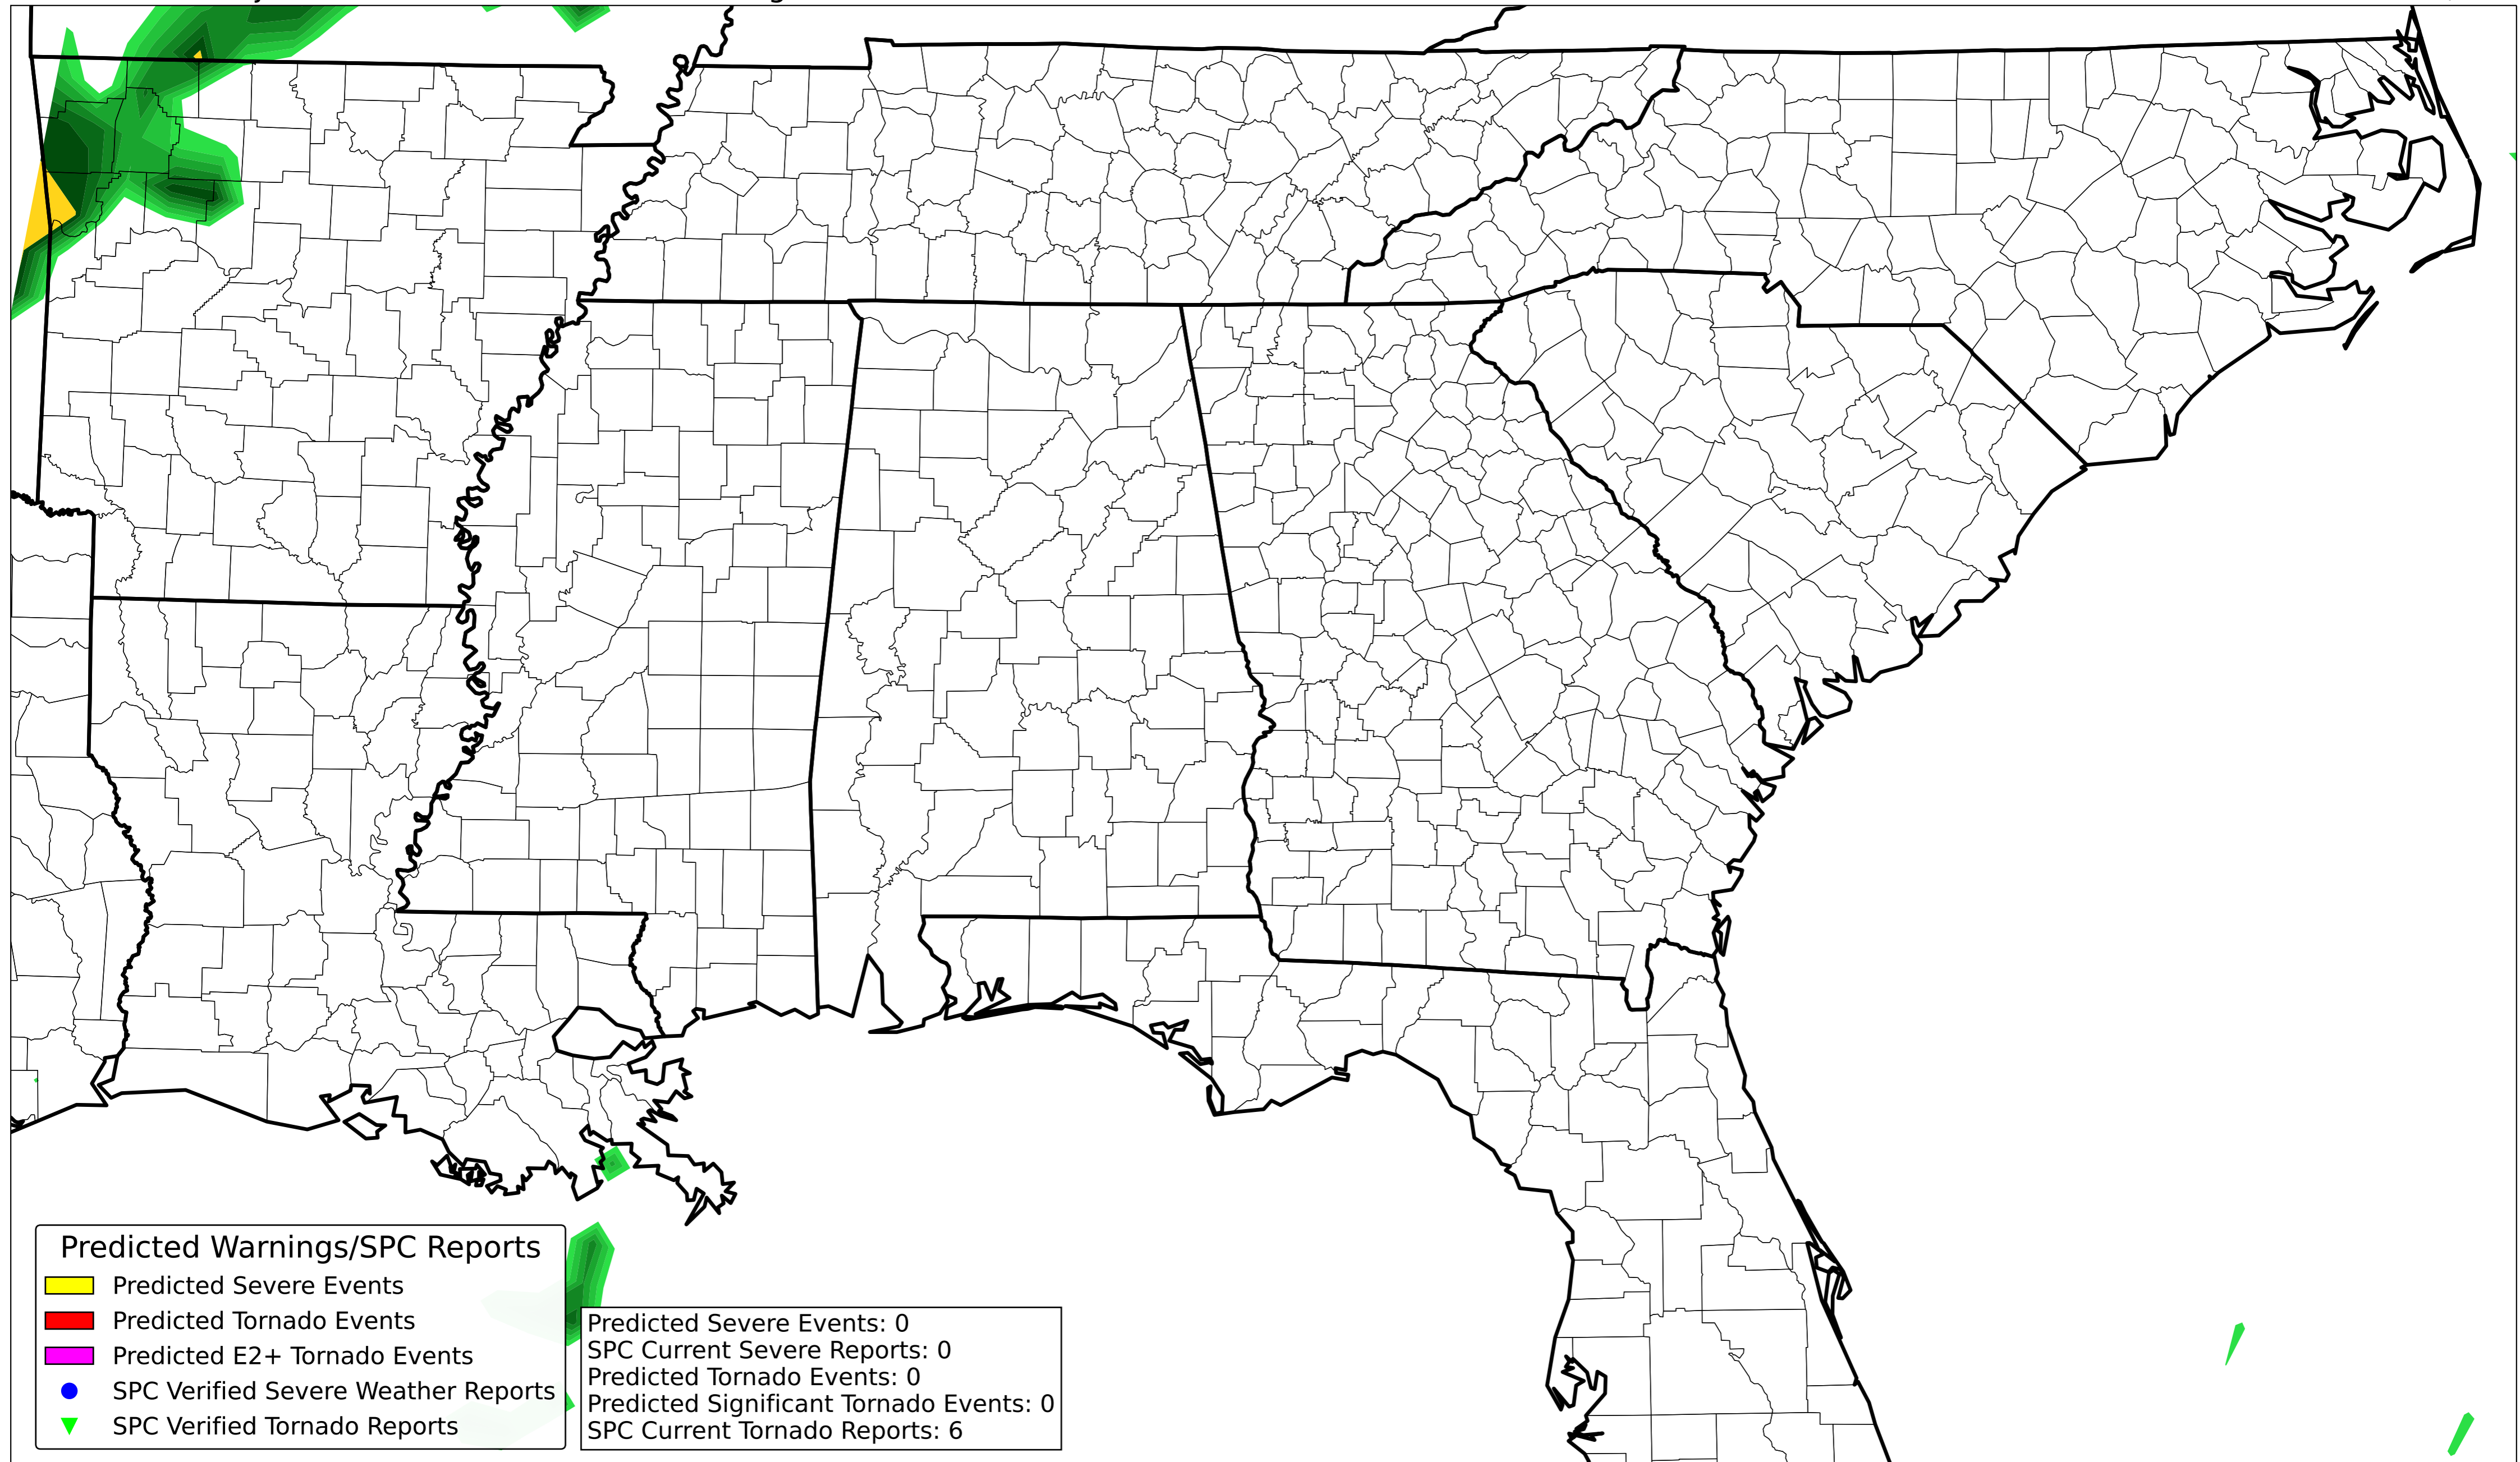 Predicted Warnings/SPC Reports
Predicted Severe Events
Predicted Tornado Events
Predicted E2+ Tornado Events
SPC Verified Severe Weather Reports
SPC Verified Tornado Reports
Predicted Severe Events: 0
SPC Current Severe Reports: 0
Predicted Tornado Events: 0
Predicted Significant Tornado Events: 0
SPC Current Tornado Reports: 6